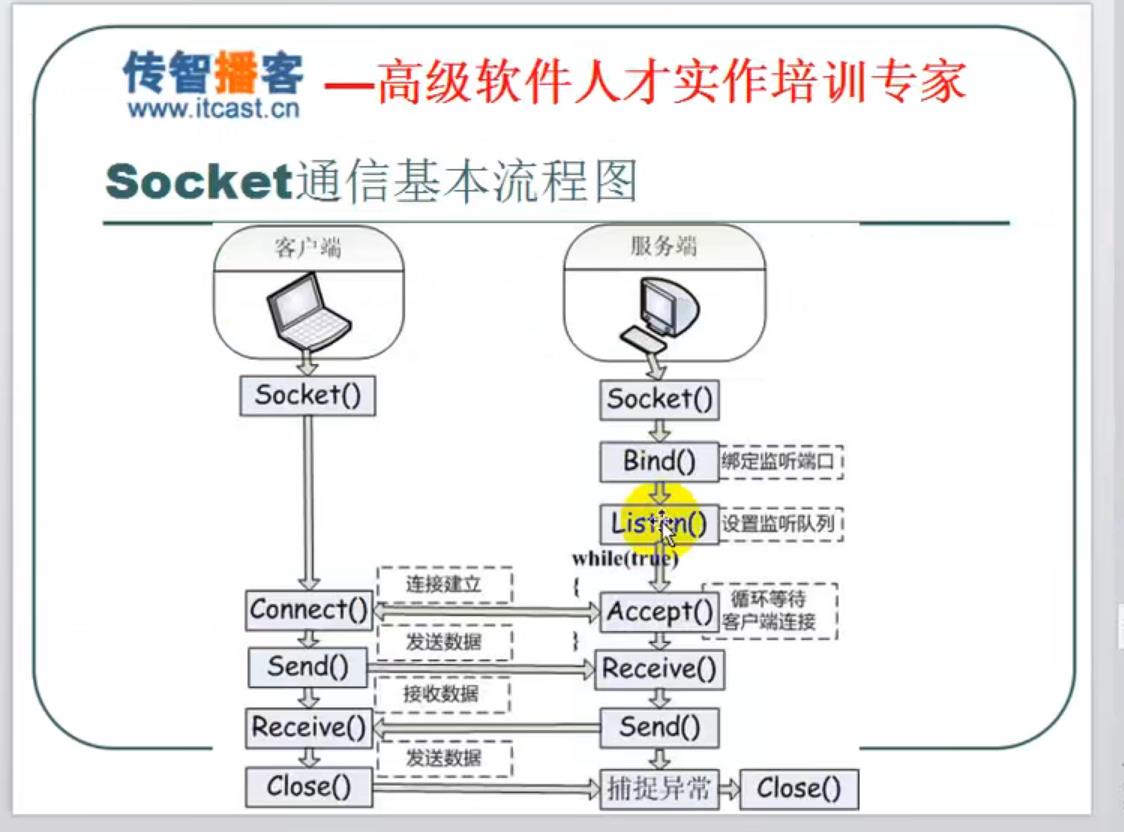 传智播客
www.itcast.cn
—高级软件人才实作培训专家
Socket通信基本流程图
客户端
服务端
Socket()
Socket()
Bind()
绑定监听端口
Listen()
设置监听队列
while(true)
{
连接建立
Connect()
Accept()
循环等待
客户端连接
发送数据
}
Send()
Receive()
接收数据
Receive()
Send()
发送数据
Close()
捕捉异常
Close()